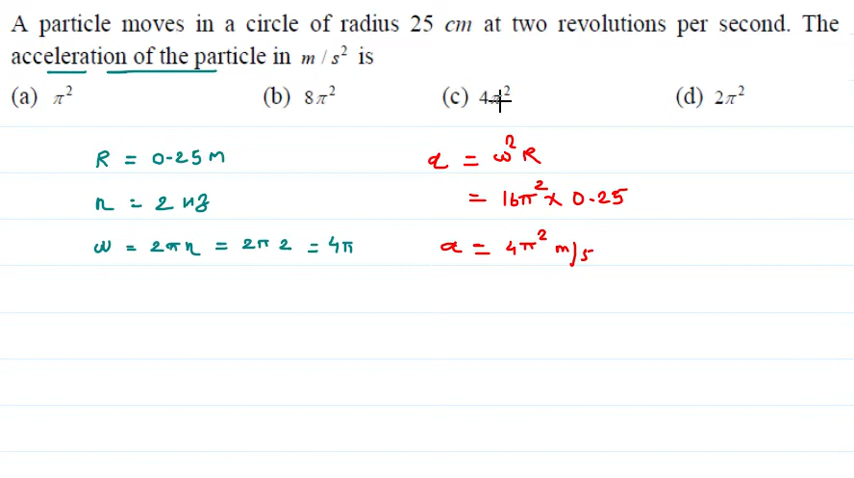 A particle moves in a circle of radius 25 cm at two revolutions per second. The
acceleration of the particle in m / s² is
(a) π² (b) 8π² (c) 4π² (d) 2π²
R = 0.25 M a = ω² R
n = 2 Hz = 16π² × 0.25
ω = 2πn = 2π 2 = 4π a = 4π² m/s